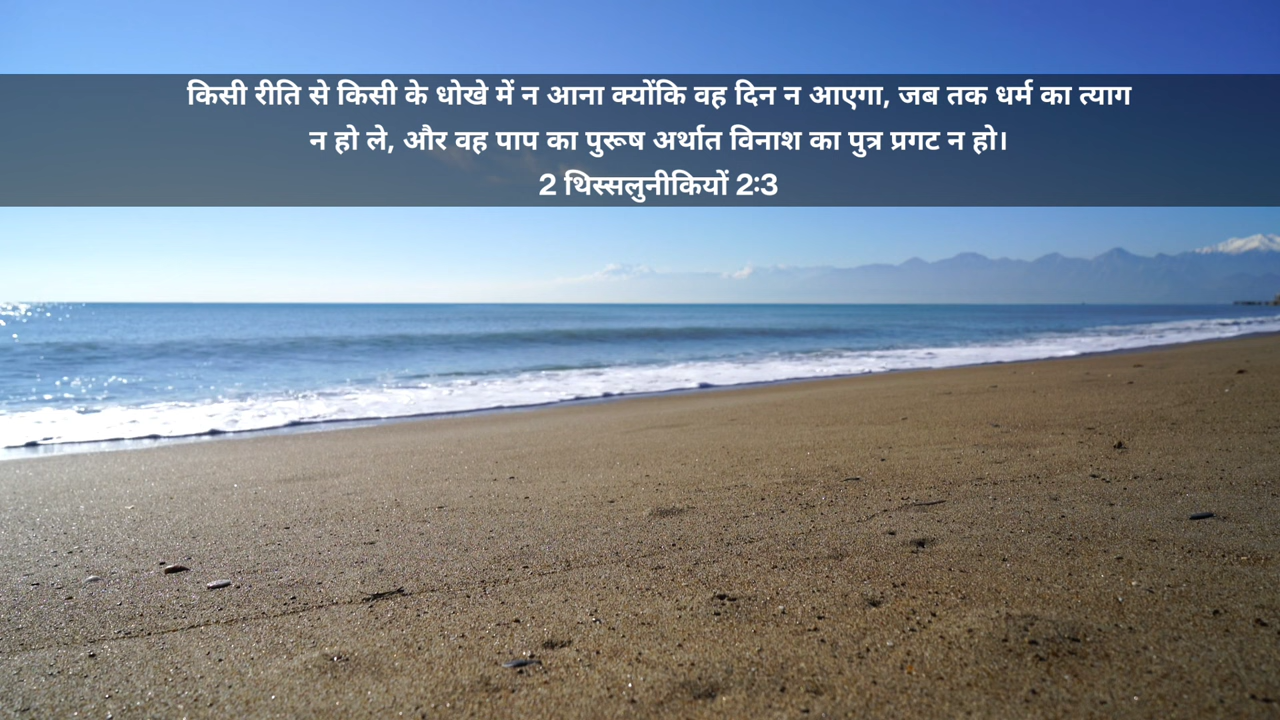 किसी रीति से किसी के धोखे में न आना क्योंकि वह दिन न आएगा, जब तक धर्म का त्याग
न हो ले, और वह पाप का पुरूष अर्थात विनाश का पुत्र प्रगट न हो।
2 थिस्सलुनीकियों 2:3